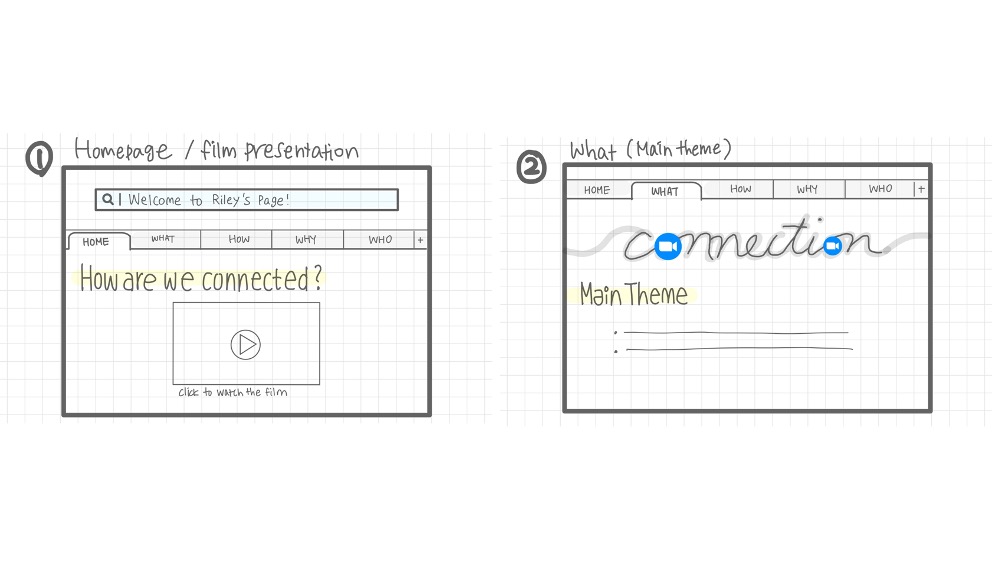 ① Homepage / film presentation
Welcome to Riley's Page!
HOME WHAT HOW WHY WHO +
How are we connected?
click to watch the film
② What (Main theme)
HOME WHAT HOW WHY WHO +
connection
Main Theme